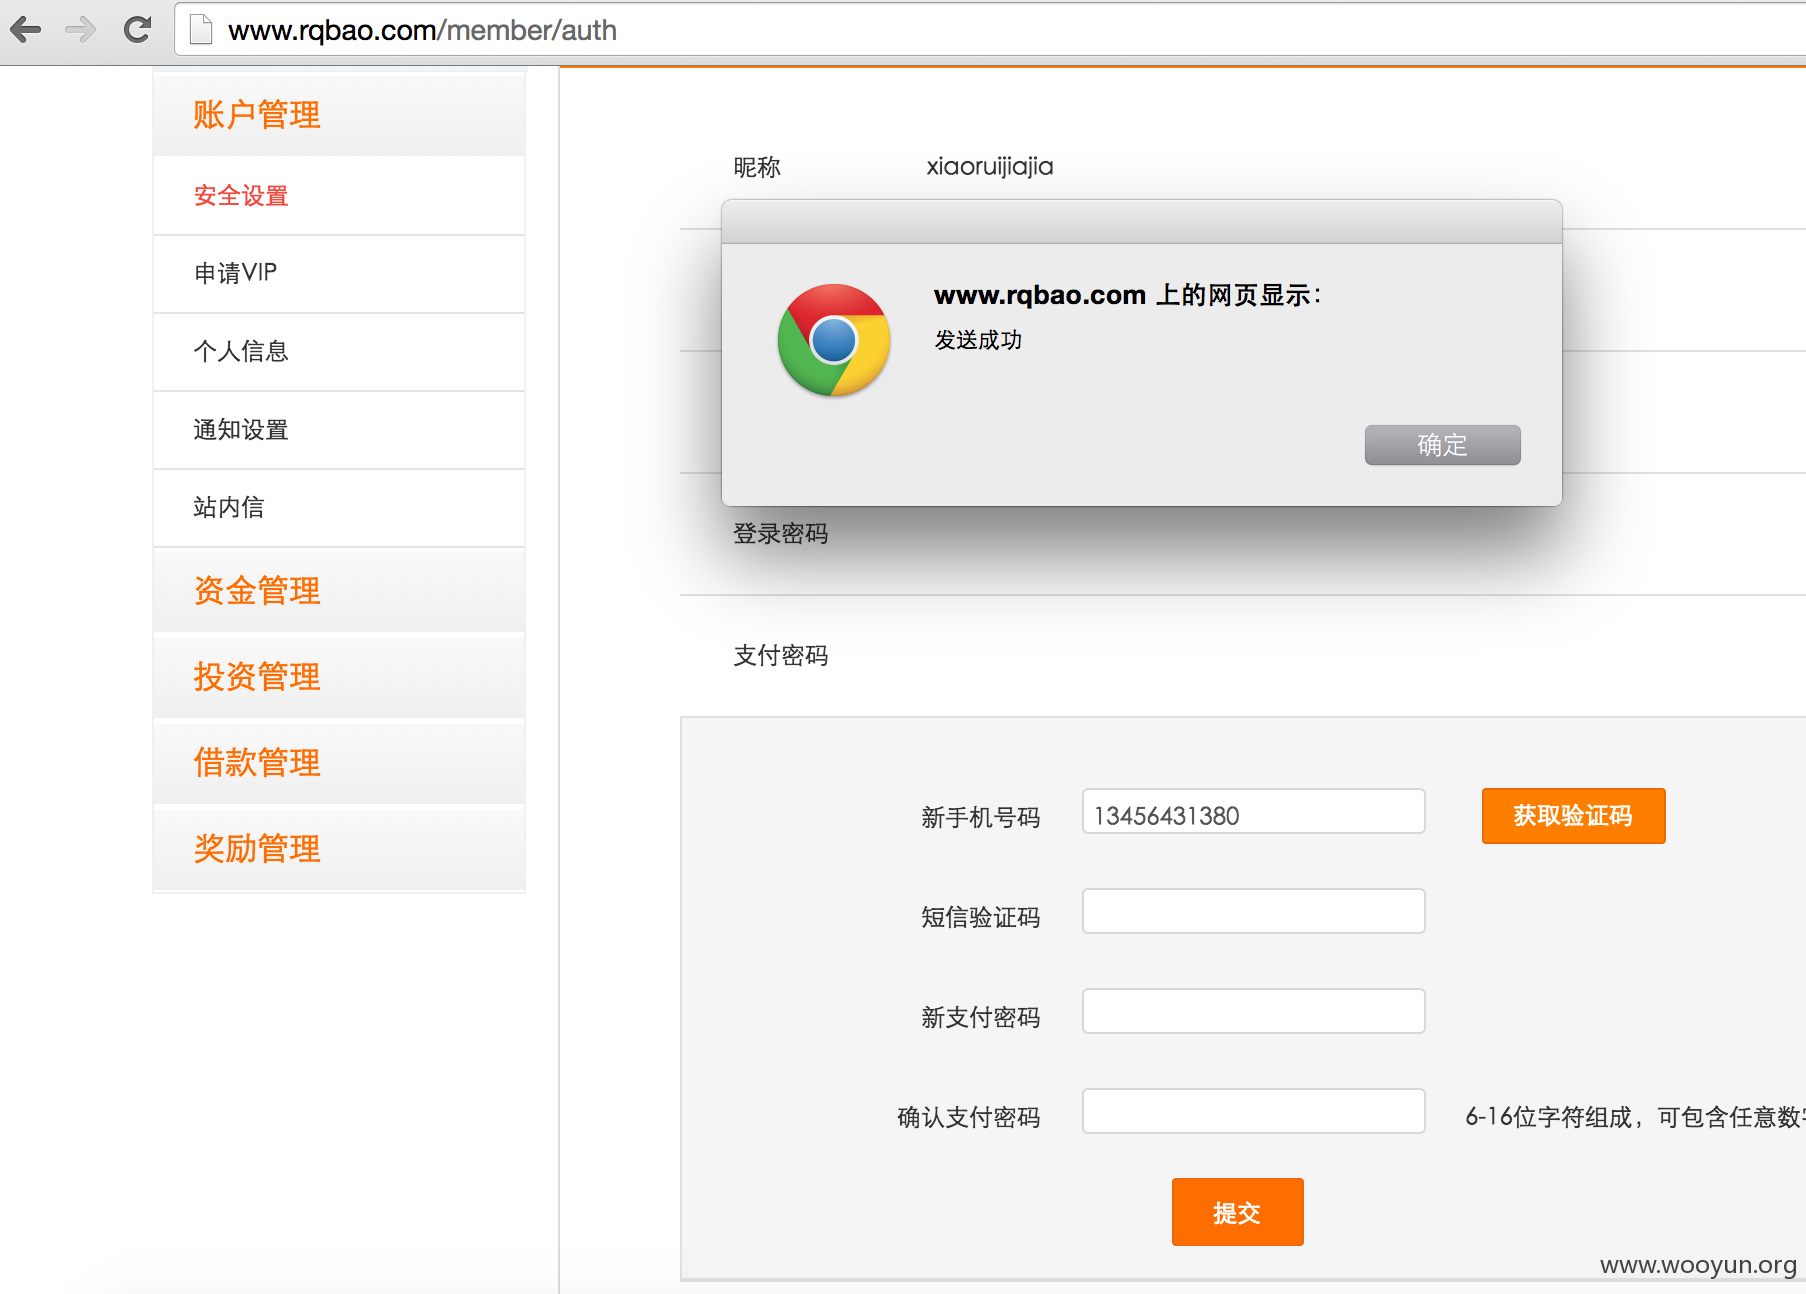 www.rqbao.com/member/auth
账户管理
安全设置
申请VIP
个人信息
通知设置
站内信
资金管理
投资管理
借款管理
奖励管理
昵称 xiaoruijiajia
www.rqbao.com 上的网页显示：
发送成功
确定
登录密码
支付密码
新手机号码 13456431380 获取验证码
短信验证码
新支付密码
确认支付密码 6-16位字符组成，可包含任意数
提交
www.wooyun.org